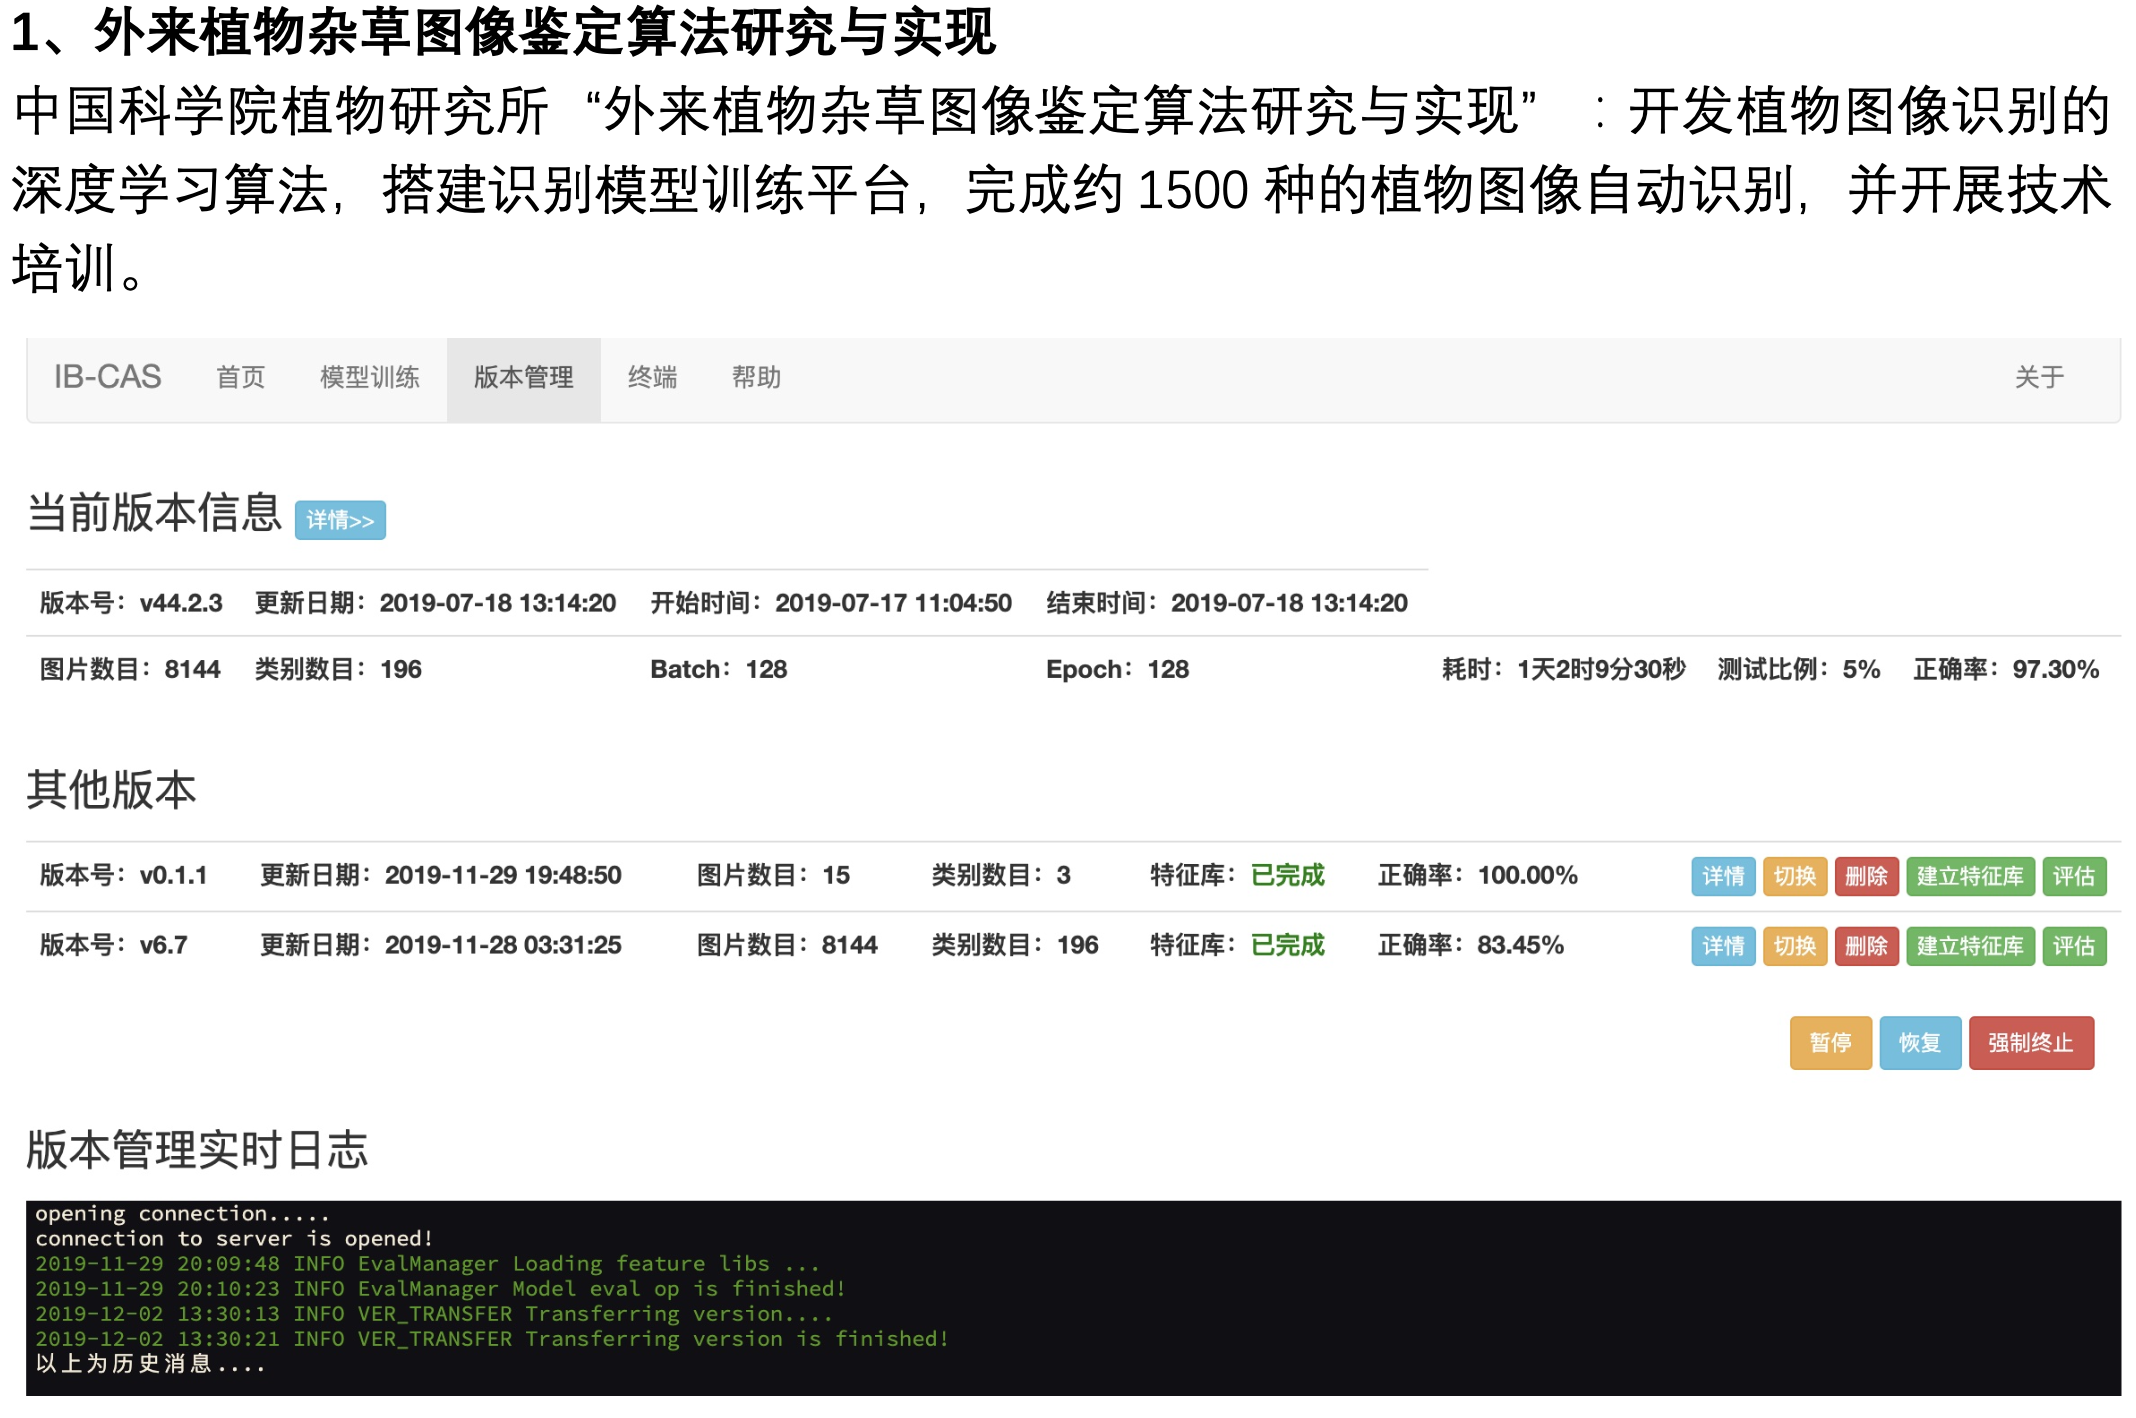 1、外来植物杂草图像鉴定算法研究与实现
中国科学院植物研究所“外来植物杂草图像鉴定算法研究与实现”：开发植物图像识别的
深度学习算法，搭建识别模型训练平台，完成约 1500 种的植物图像自动识别，并开展技术
培训。
IB-CAS 首页 模型训练 版本管理 终端 帮助 关于
当前版本信息 详情>>
版本号：v44.2.3 更新日期：2019-07-18 13:14:20 开始时间：2019-07-17 11:04:50 结束时间：2019-07-18 13:14:20
图片数目：8144 类别数目：196 Batch：128 Epoch：128 耗时：1天2时9分30秒 测试比例：5% 正确率：97.30%
其他版本
版本号：v0.1.1 更新日期：2019-11-29 19:48:50 图片数目：15 类别数目：3 特征库：已完成 正确率：100.00% 详情 切换 删除 建立特征库 评估
版本号：v6.7 更新日期：2019-11-28 03:31:25 图片数目：8144 类别数目：196 特征库：已完成 正确率：83.45% 详情 切换 删除 建立特征库 评估
暂停 恢复 强制终止
版本管理实时日志
opening connection.....
connection to server is opened!
2019-11-29 20:09:48 INFO EvalManager Loading feature libs ...
2019-11-29 20:10:23 INFO EvalManager Model eval op is finished!
2019-12-02 13:30:13 INFO VER_TRANSFER Transferring version....
2019-12-02 13:30:21 INFO VER_TRANSFER Transferring version is finished!
以上为历史消息....